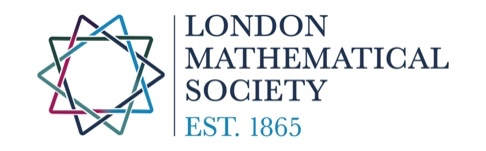 LONDON
MATHEMATICAL
SOCIETY
EST. 1865